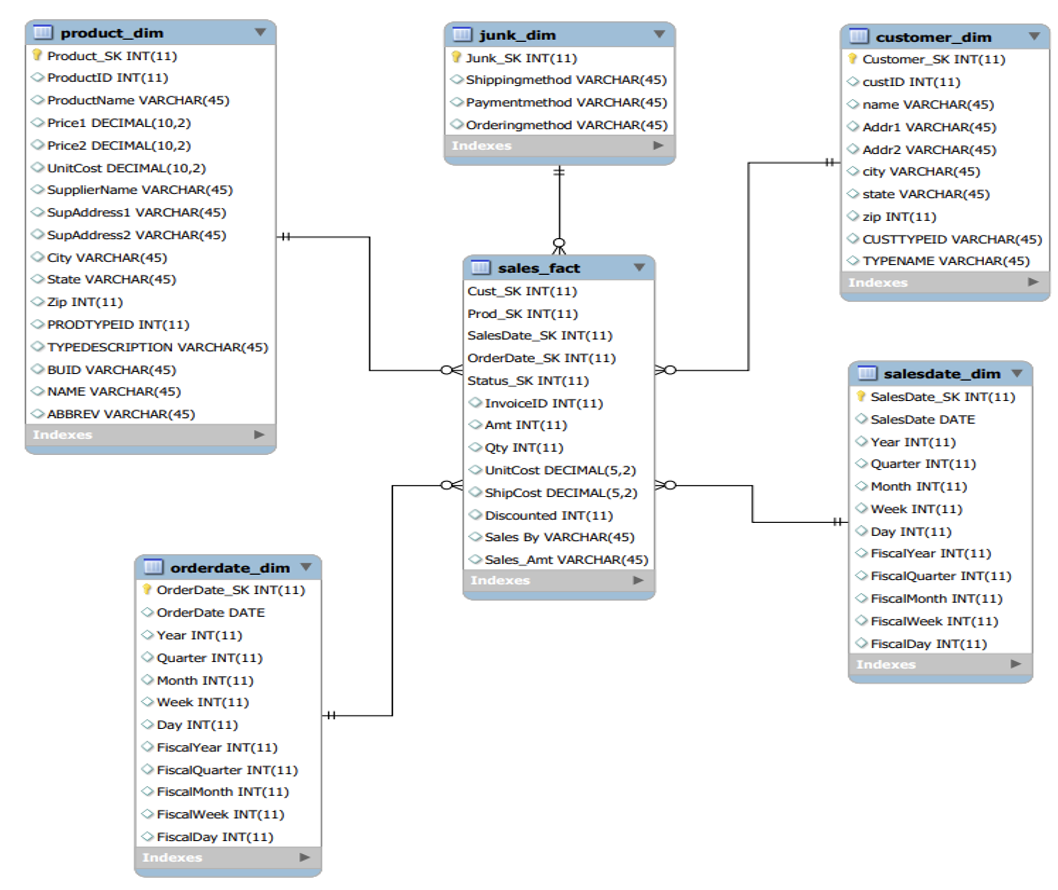 product_dim
Product_SK INT(11)
ProductID INT(11)
ProductName VARCHAR(45)
Price1 DECIMAL(10,2)
Price2 DECIMAL(10,2)
UnitCost DECIMAL(10,2)
SupplierName VARCHAR(45)
SupAddress1 VARCHAR(45)
SupAddress2 VARCHAR(45)
City VARCHAR(45)
State VARCHAR(45)
Zip INT(11)
PRODTYPEID INT(11)
TYPEDESCRIPTION VARCHAR(45)
BUID VARCHAR(45)
NAME VARCHAR(45)
ABBREV VARCHAR(45)
Indexes
junk_dim
Junk_SK INT(11)
Shippingmethod VARCHAR(45)
Paymentmethod VARCHAR(45)
Orderingmethod VARCHAR(45)
Indexes
customer_dim
Customer_SK INT(11)
custID INT(11)
name VARCHAR(45)
Addr1 VARCHAR(45)
Addr2 VARCHAR(45)
city VARCHAR(45)
state VARCHAR(45)
zip INT(11)
CUSTTYPEID VARCHAR(45)
TYPENAME VARCHAR(45)
Indexes
sales_fact
Cust_SK INT(11)
Prod_SK INT(11)
SalesDate_SK INT(11)
OrderDate_SK INT(11)
Status_SK INT(11)
InvoiceID INT(11)
Amt INT(11)
Qty INT(11)
UnitCost DECIMAL(5,2)
ShipCost DECIMAL(5,2)
Discounted INT(11)
Sales By VARCHAR(45)
Sales_Amt VARCHAR(45)
Indexes
salesdate_dim
SalesDate_SK INT(11)
SalesDate DATE
Year INT(11)
Quarter INT(11)
Month INT(11)
Week INT(11)
Day INT(11)
FiscalYear INT(11)
FiscalQuarter INT(11)
FiscalMonth INT(11)
FiscalWeek INT(11)
FiscalDay INT(11)
Indexes
orderdate_dim
OrderDate_SK INT(11)
OrderDate DATE
Year INT(11)
Quarter INT(11)
Month INT(11)
Week INT(11)
Day INT(11)
FiscalYear INT(11)
FiscalQuarter INT(11)
FiscalMonth INT(11)
FiscalWeek INT(11)
FiscalDay INT(11)
Indexes